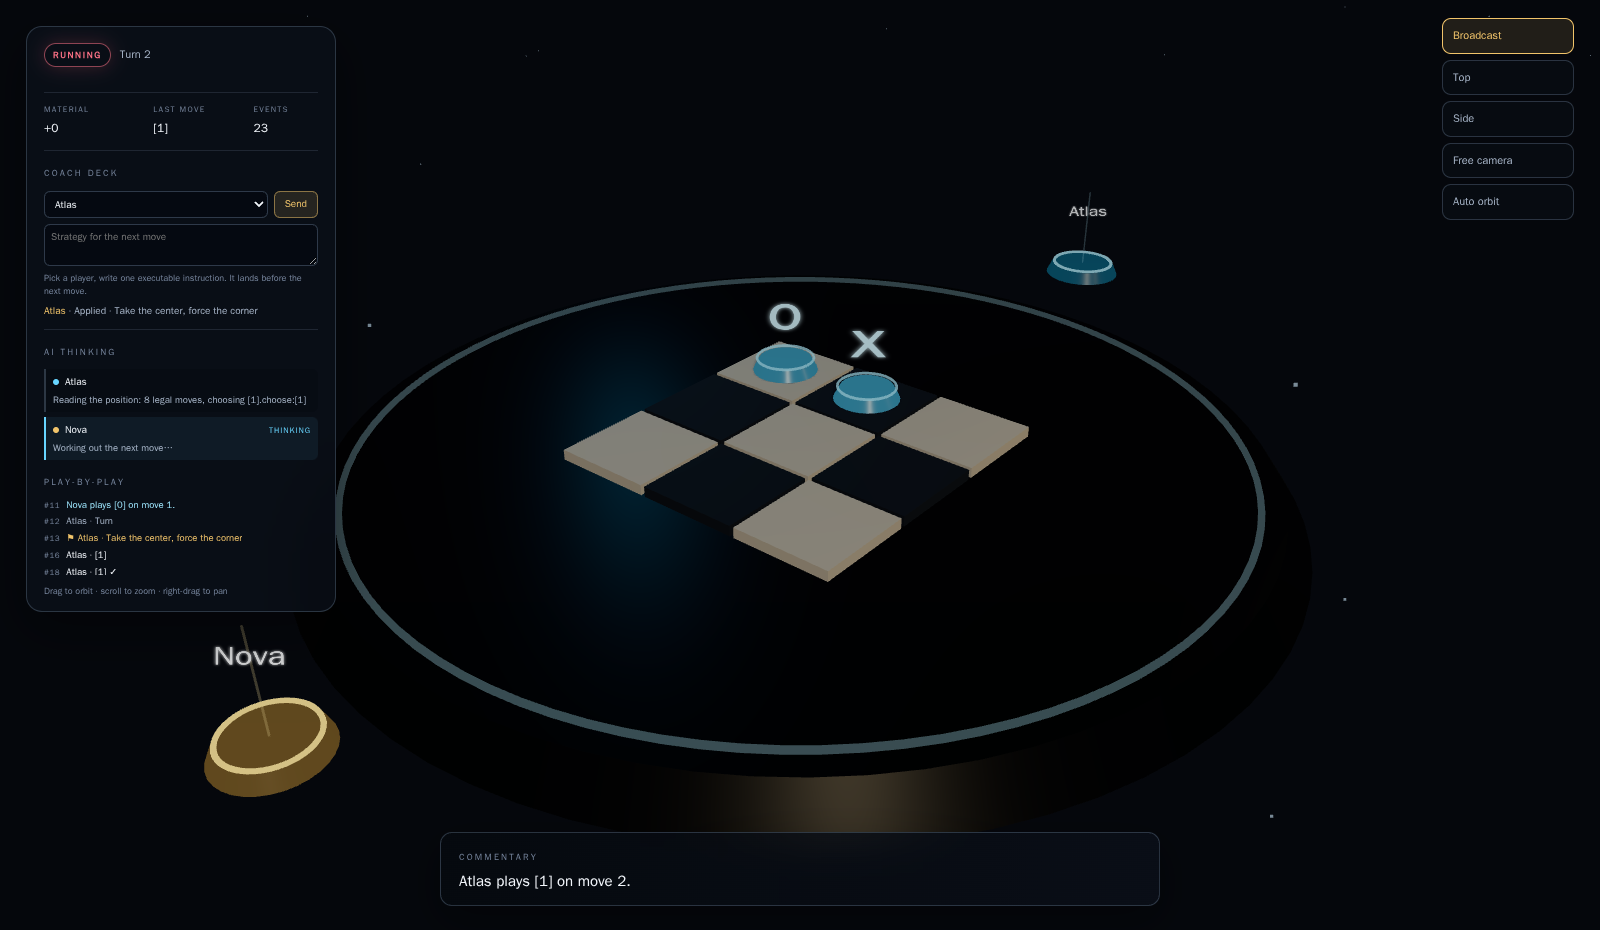 RUNNING Turn 2
MATERIAL LAST MOVE EVENTS
+0 [1] 23
COACH DECK
Atlas Send
Strategy for the next move
Pick a player, write one executable instruction. It lands before the
next move.
Atlas · Applied · Take the center, force the corner
AI THINKING
Atlas
Reading the position: 8 legal moves, choosing [1].choose:[1]
Nova THINKING
Working out the next move···
PLAY-BY-PLAY
#11 Nova plays [0] on move 1.
#12 Atlas · Turn
#13 ⚑ Atlas · Take the center, force the corner
#16 Atlas · [1]
#18 Atlas · [1] ✓
Drag to orbit · scroll to zoom · right-drag to pan
Broadcast
Top
Side
Free camera
Auto orbit
Atlas
O
X
Nova
COMMENTARY
Atlas plays [1] on move 2.